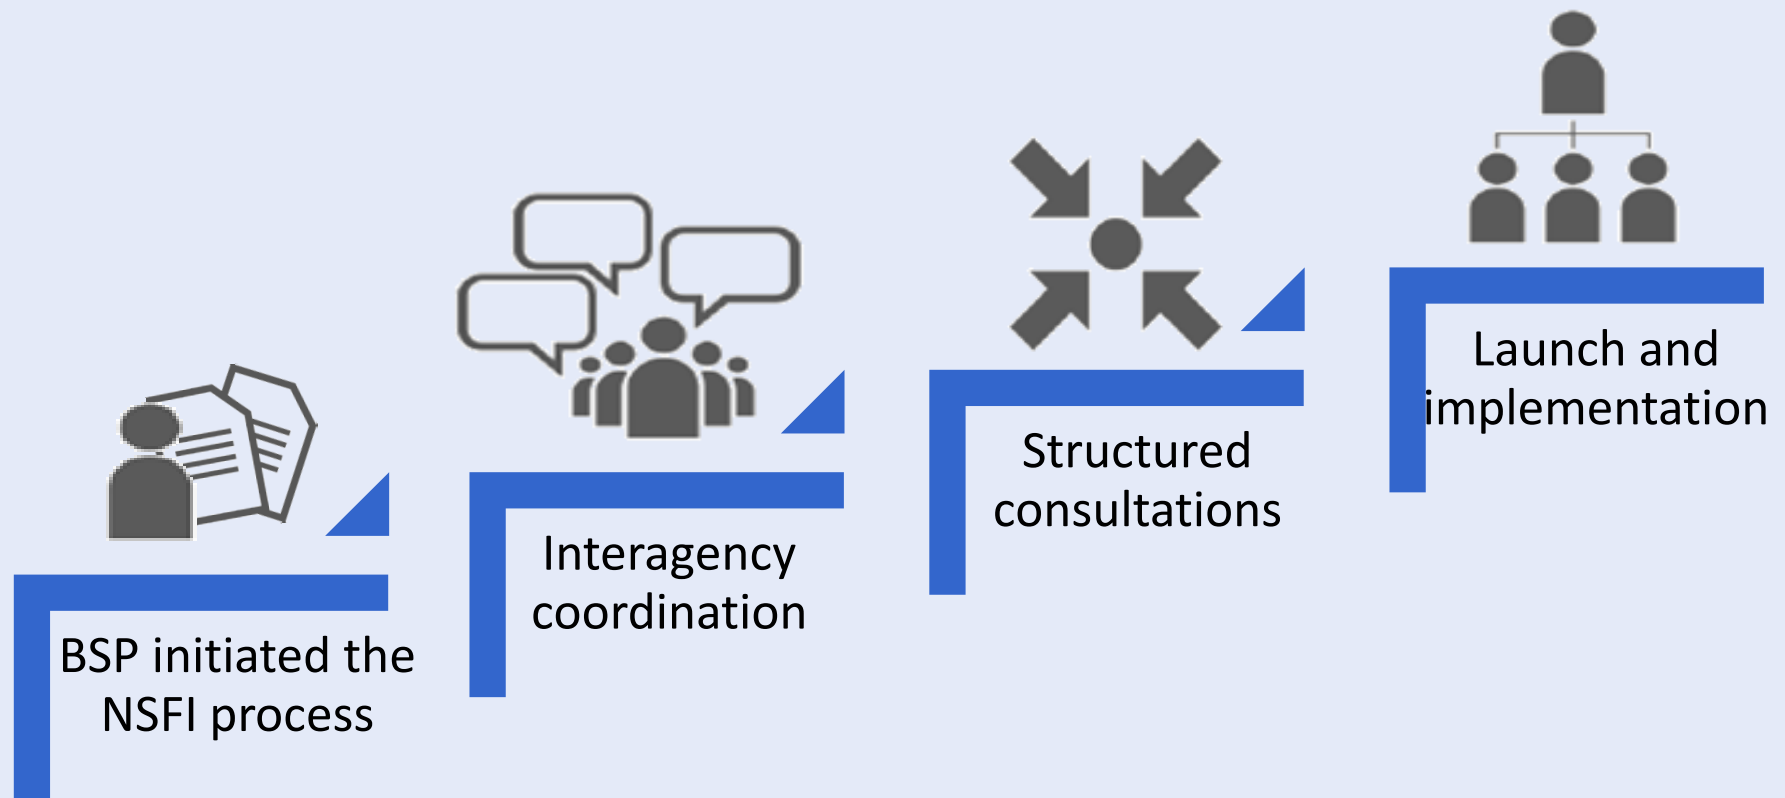 BSP initiated the
NSFI process
Interagency
coordination
Structured
consultations
Launch and
implementation